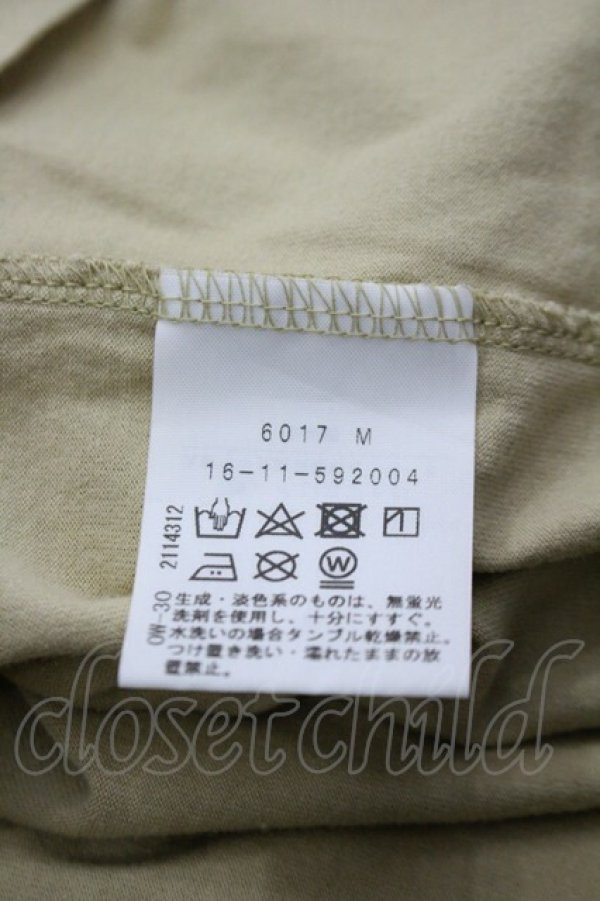 6017 M
16-11-592004
2114312
W
OW-30
生成・淡色系のものは、無蛍光
洗剤を使用し、十分にすすぐ。
水洗いの場合タンブル乾燥禁止。
つけ置き洗い・濡れたままの放
置禁止。
closet child